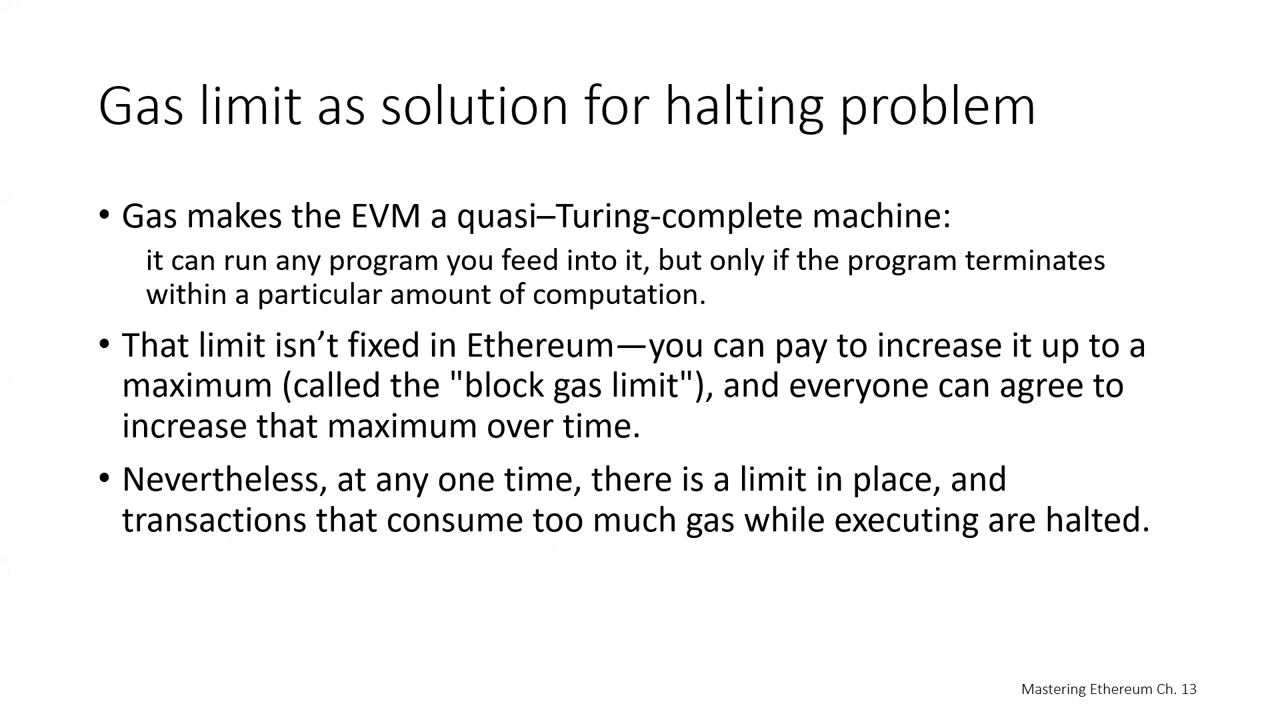 Gas limit as solution for halting problem
• Gas makes the EVM a quasi–Turing-complete machine:
it can run any program you feed into it, but only if the program terminates
within a particular amount of computation.
• That limit isn’t fixed in Ethereum—you can pay to increase it up to a
maximum (called the "block gas limit"), and everyone can agree to
increase that maximum over time.
• Nevertheless, at any one time, there is a limit in place, and
transactions that consume too much gas while executing are halted.
Mastering Ethereum Ch. 13